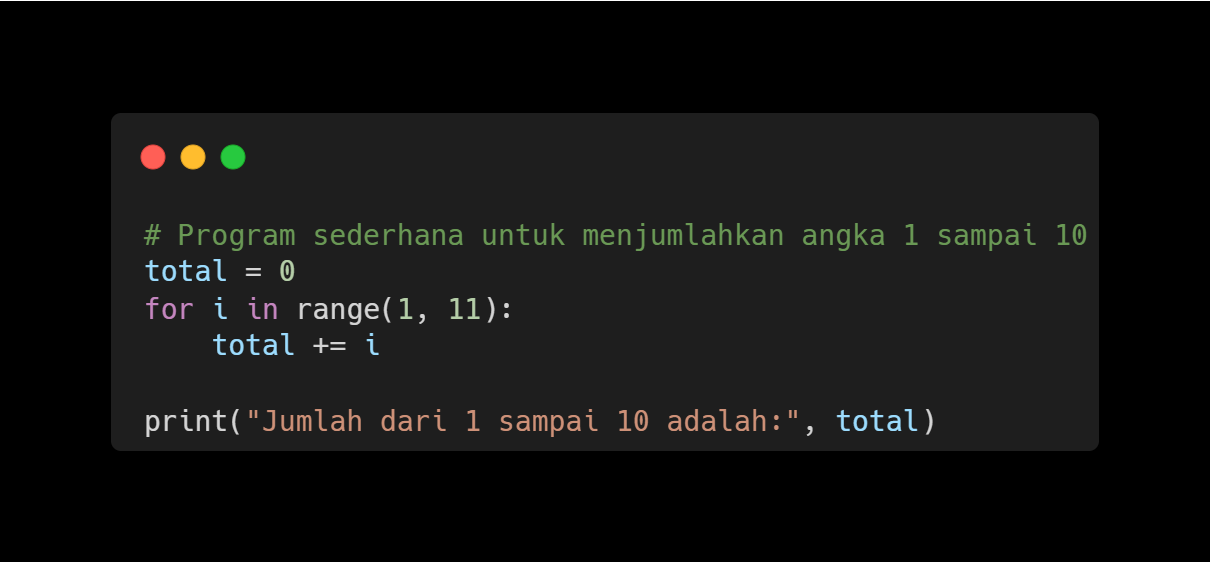 # Program sederhana untuk menjumlahkan angka 1 sampai 10
total = 0
for i in range(1, 11):
    total += i
print("Jumlah dari 1 sampai 10 adalah:", total)